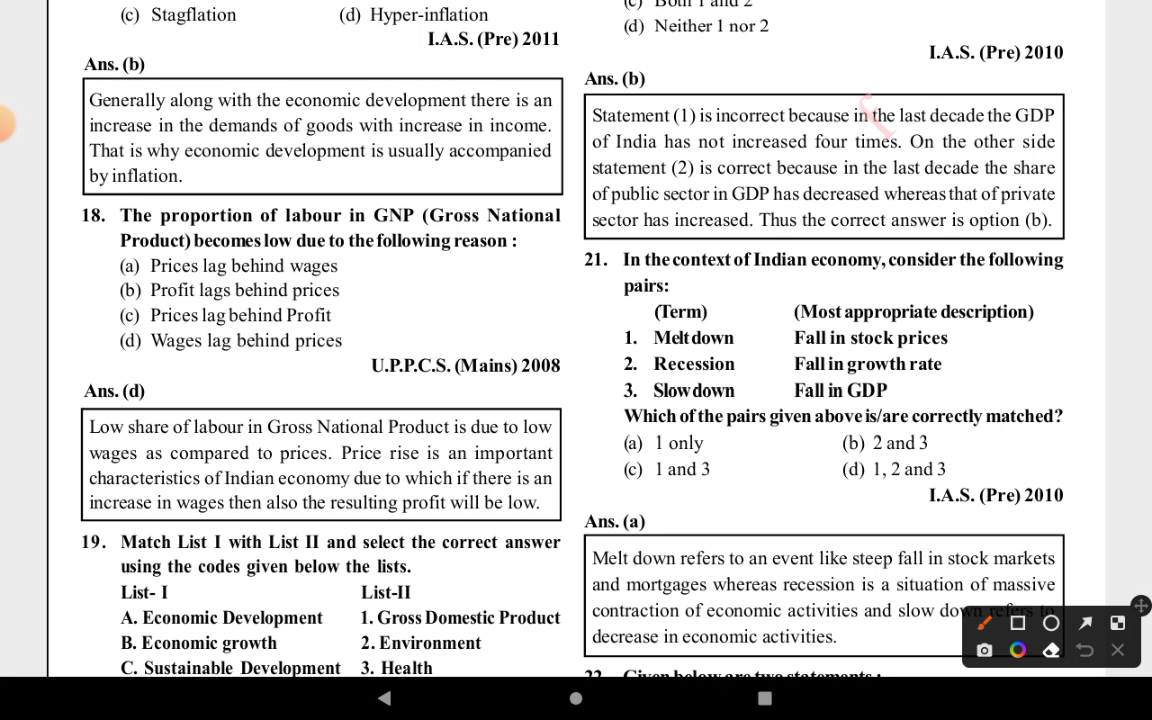 (c) Stagflation (d) Hyper-inflation
I.A.S. (Pre) 2011
Ans. (b)
Generally along with the economic development there is an
increase in the demands of goods with increase in income.
That is why economic development is usually accompanied
by inflation.
18. The proportion of labour in GNP (Gross National
Product) becomes low due to the following reason :
(a) Prices lag behind wages
(b) Profit lags behind prices
(c) Prices lag behind Profit
(d) Wages lag behind prices
U.P.P.C.S. (Mains) 2008
Ans. (d)
Low share of labour in Gross National Product is due to low
wages as compared to prices. Price rise is an important
characteristics of Indian economy due to which if there is an
increase in wages then also the resulting profit will be low.
19. Match List I with List II and select the correct answer
using the codes given below the lists.
List- I List-II
A. Economic Development 1. Gross Domestic Product
B. Economic growth 2. Environment
C. Sustainable Development 3. Health
(c) Both 1 and 2
(d) Neither 1 nor 2
I.A.S. (Pre) 2010
Ans. (b)
Statement (1) is incorrect because in the last decade the GDP
of India has not increased four times. On the other side
statement (2) is correct because in the last decade the share
of public sector in GDP has decreased whereas that of private
sector has increased. Thus the correct answer is option (b).
21. In the context of Indian economy, consider the following
pairs:
(Term) (Most appropriate description)
1. Melt down Fall in stock prices
2. Recession Fall in growth rate
3. Slow down Fall in GDP
Which of the pairs given above is/are correctly matched?
(a) 1 only (b) 2 and 3
(c) 1 and 3 (d) 1, 2 and 3
I.A.S. (Pre) 2010
Ans. (a)
Melt down refers to an event like steep fall in stock markets
and mortgages whereas recession is a situation of massive
contraction of economic activities and slow down refers to
decrease in economic activities.
22. Given below are two statements :